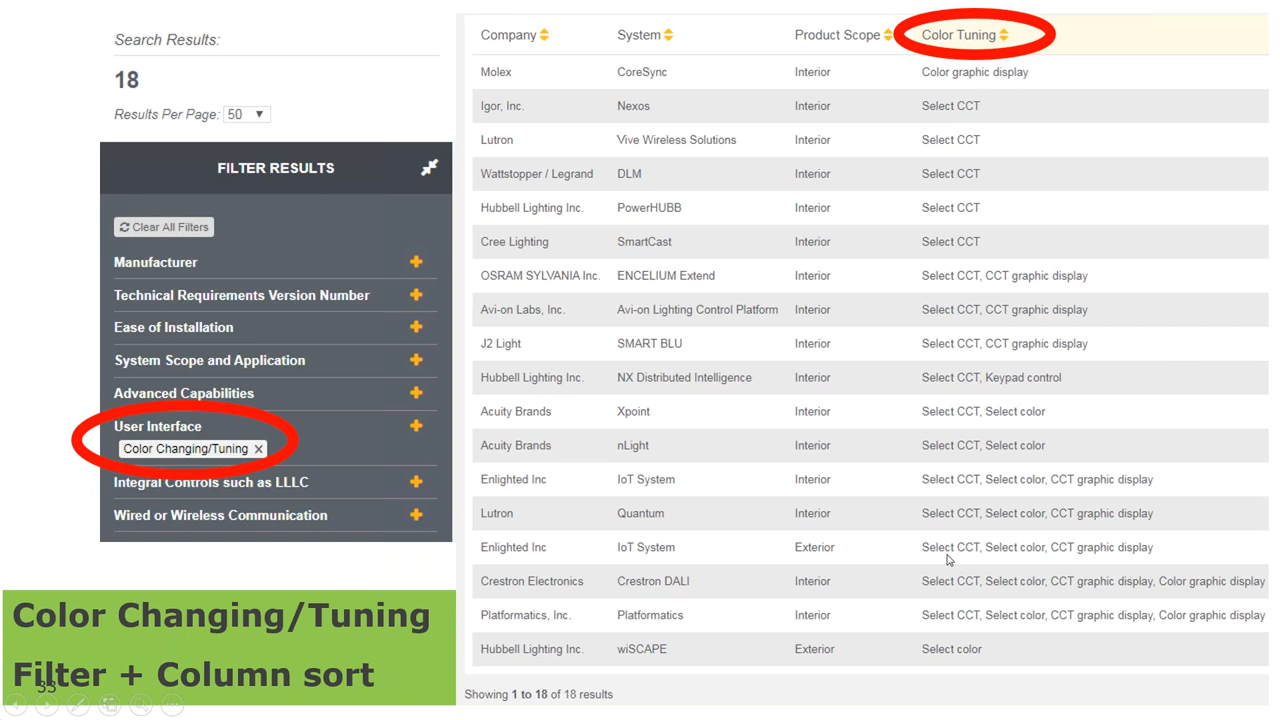 Search Results:
18
Results Per Page: 50
FILTER RESULTS
Clear All Filters
Manufacturer
Technical Requirements Version Number
Ease of Installation
System Scope and Application
Advanced Capabilities
User Interface
Color Changing/Tuning
Integral Controls such as LLLC
Wired or Wireless Communication
Color Changing/Tuning
Filter + Column sort
33
Company System Product Scope Color Tuning
Molex CoreSync Interior Color graphic display
Igor, Inc. Nexos Interior Select CCT
Lutron Vive Wireless Solutions Interior Select CCT
Wattstopper / Legrand DLM Interior Select CCT
Hubbell Lighting Inc. PowerHUBB Interior Select CCT
Cree Lighting SmartCast Interior Select CCT
OSRAM SYLVANIA Inc. ENCELIUM Extend Interior Select CCT, CCT graphic display
Avi-on Labs, Inc. Avi-on Lighting Control Platform Interior Select CCT, CCT graphic display
J2 Light SMART BLU Interior Select CCT, CCT graphic display
Hubbell Lighting Inc. NX Distributed Intelligence Interior Select CCT, Keypad control
Acuity Brands Xpoint Interior Select CCT, Select color
Acuity Brands nLight Interior Select CCT, Select color
Enlighted Inc IoT System Interior Select CCT, Select color, CCT graphic display
Lutron Quantum Interior Select CCT, Select color, CCT graphic display
Enlighted Inc IoT System Exterior Select CCT, Select color, CCT graphic display
Crestron Electronics Crestron DALI Interior Select CCT, Select color, CCT graphic display, Color graphic display
Platformatics, Inc. Platformatics Interior Select CCT, Select color, CCT graphic display, Color graphic display
Hubbell Lighting Inc. wiSCAPE Exterior Select color
Showing 1 to 18 of 18 results